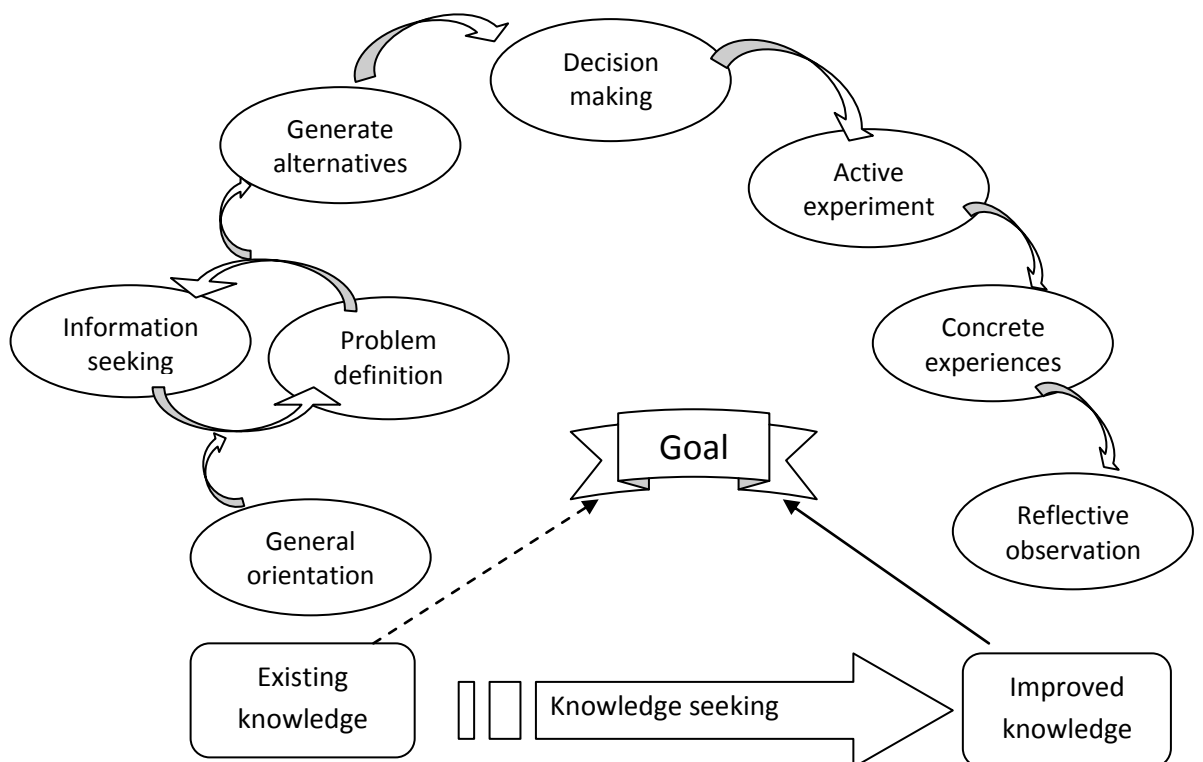 Decision
making
Generate
alternatives
Active
experiment
Information
seeking
Problem
definition
Concrete
experiences
Goal
General
orientation
Reflective
observation
Existing
knowledge
Knowledge seeking
Improved
knowledge